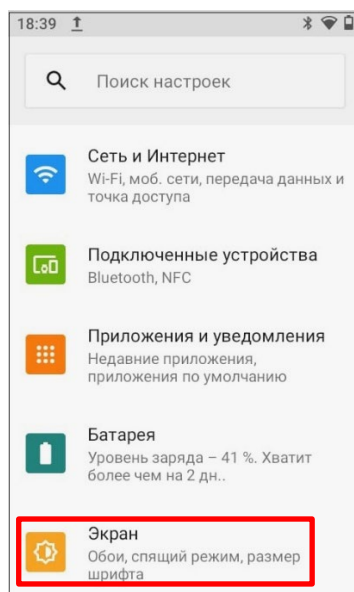 18:39
Поиск настроек
Сеть и Интернет
Wi-Fi, моб. сети, передача данных и
точка доступа
Подключенные устройства
Bluetooth, NFC
Приложения и уведомления
Недавние приложения,
приложения по умолчанию
Батарея
Уровень заряда – 41 %. Хватит
более чем на 2 дн..
Экран
Обои, спящий режим, размер
шрифта